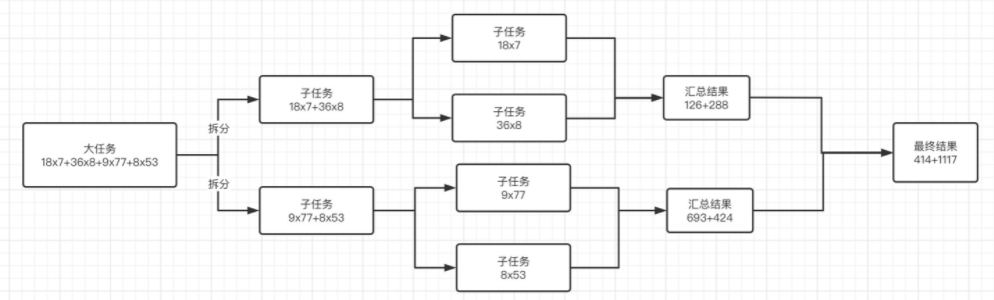 大任务
18x7+36x8+9x77+8x53
拆分
拆分
子任务
18x7+36x8
子任务
9x77+8x53
子任务
18x7
子任务
36x8
子任务
9x77
子任务
8x53
汇总结果
126+288
汇总结果
693+424
最终结果
414+1117